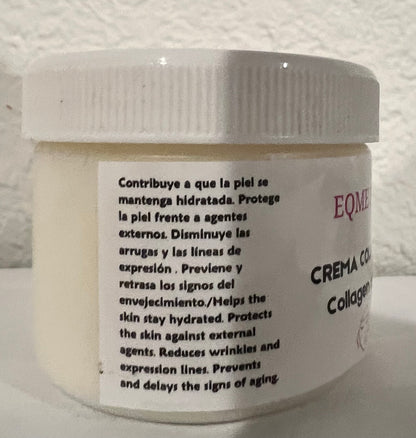 Contribuye a que la piel se
mantenga hidratada. Protege
la piel frente a agentes
externos. Disminuye las
arrugas y las líneas de
expresión . Previene y
retrasa los signos del
envejecimiento./Helps the
skin stay hydrated. Protects
the skin against external
agents. Reduces wrinkles and
expression lines. Prevents
and delays the signs of aging.
EQME
CREMA CO
Collagen